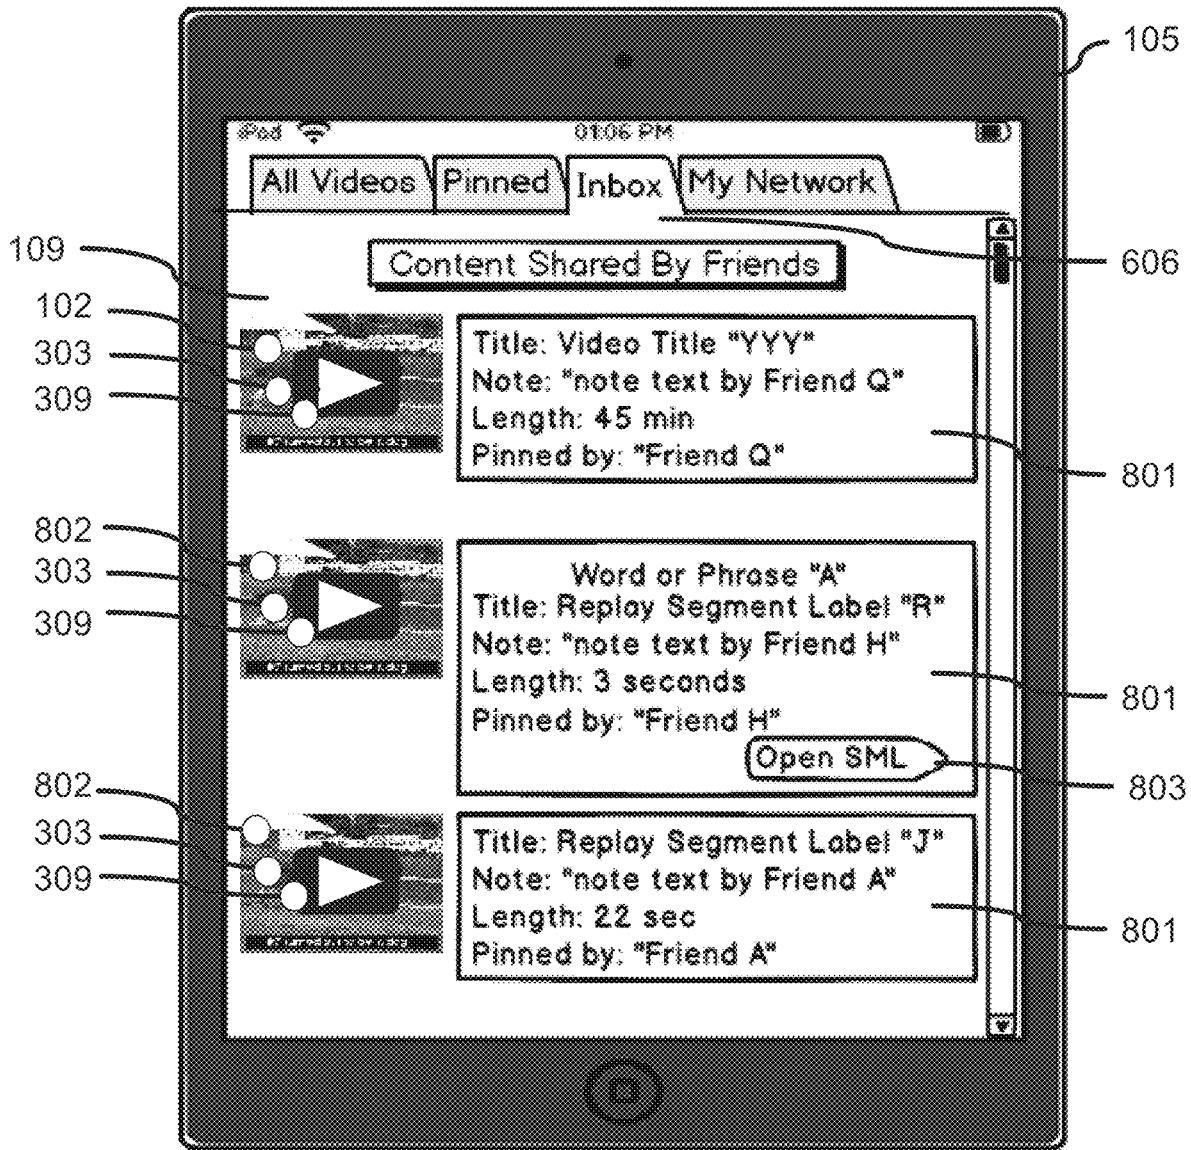 105
iPod 01:06 PM
All Videos Pinned Inbox My Network
606
109
Content Shared By Friends
102
303
309
Title: Video Title "YYY"
Note: "note text by Friend Q"
Length: 45 min
Pinned by: "Friend Q"
801
802
303
309
Word or Phrase "A"
Title: Replay Segment Label "R"
Note: "note text by Friend H"
Length: 3 seconds
Pinned by: "Friend H"
801
Open SML
803
802
303
309
Title: Replay Segment Label "J"
Note: "note text by Friend A"
Length: 22 sec
Pinned by: "Friend A"
801